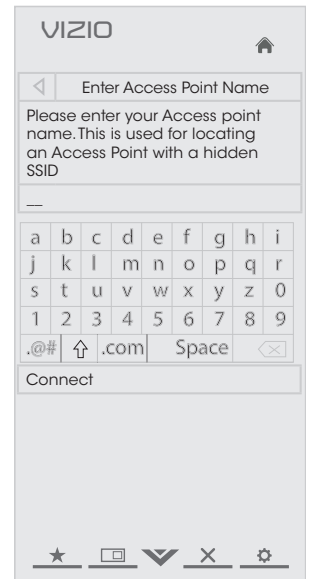 VIZIO
Enter Access Point Name
Please enter your Access point
name. This is used for locating
an Access Point with a hidden
SSID
__
a b c d e f g h i
j k l m n o p q r
s t u v w x y z 0
1 2 3 4 5 6 7 8 9
.@# .com Space
Connect